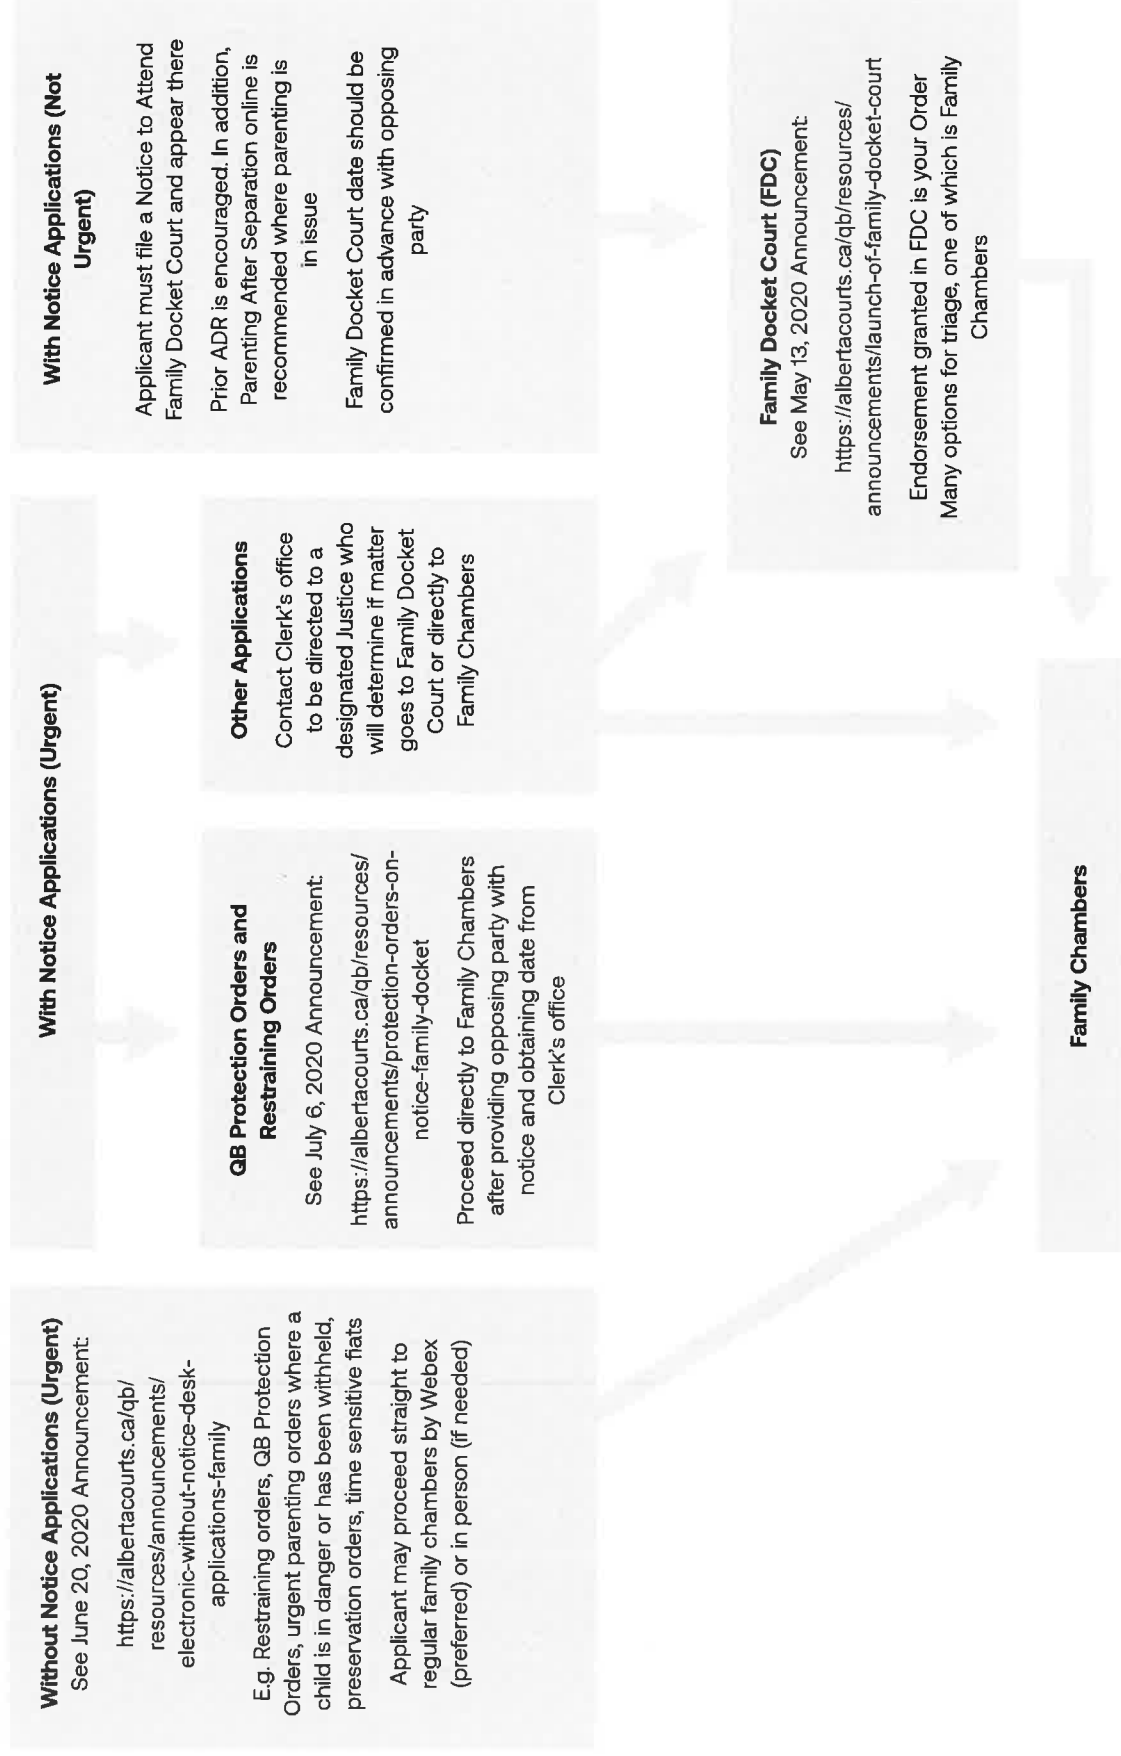 Without Notice Applications (Urgent)
See June 20, 2020 Announcement:
https://albertacourts.ca/qb/
resources/announcements/
electronic-without-notice-desk-
applications-family
E.g. Restraining orders, QB Protection
Orders, urgent parenting orders where a
child is in danger or has been withheld,
preservation orders, time sensitive fiats
Applicant may proceed straight to
regular family chambers by Webex
(preferred) or in person (if needed)
With Notice Applications (Urgent)
QB Protection Orders and
Restraining Orders
See July 6, 2020 Announcement:
https://albertacourts.ca/qb/resources/
announcements/protection-orders-on-
notice-family-docket
Proceed directly to Family Chambers
after providing opposing party with
notice and obtaining date from
Clerk's office
Other Applications
Contact Clerk's office
to be directed to a
designated Justice who
will determine if matter
goes to Family Docket
Court or directly to
Family Chambers
With Notice Applications (Not
Urgent)
Applicant must file a Notice to Attend
Family Docket Court and appear there
Prior ADR is encouraged. In addition,
Parenting After Separation online is
recommended where parenting is
in issue
Family Docket Court date should be
confirmed in advance with opposing
party
Family Docket Court (FDC)
See May 13, 2020 Announcement:
https://albertacourts.ca/qb/resources/
announcements/launch-of-family-docket-court
Endorsement granted in FDC is your Order
Many options for triage, one of which is Family
Chambers
Family Chambers